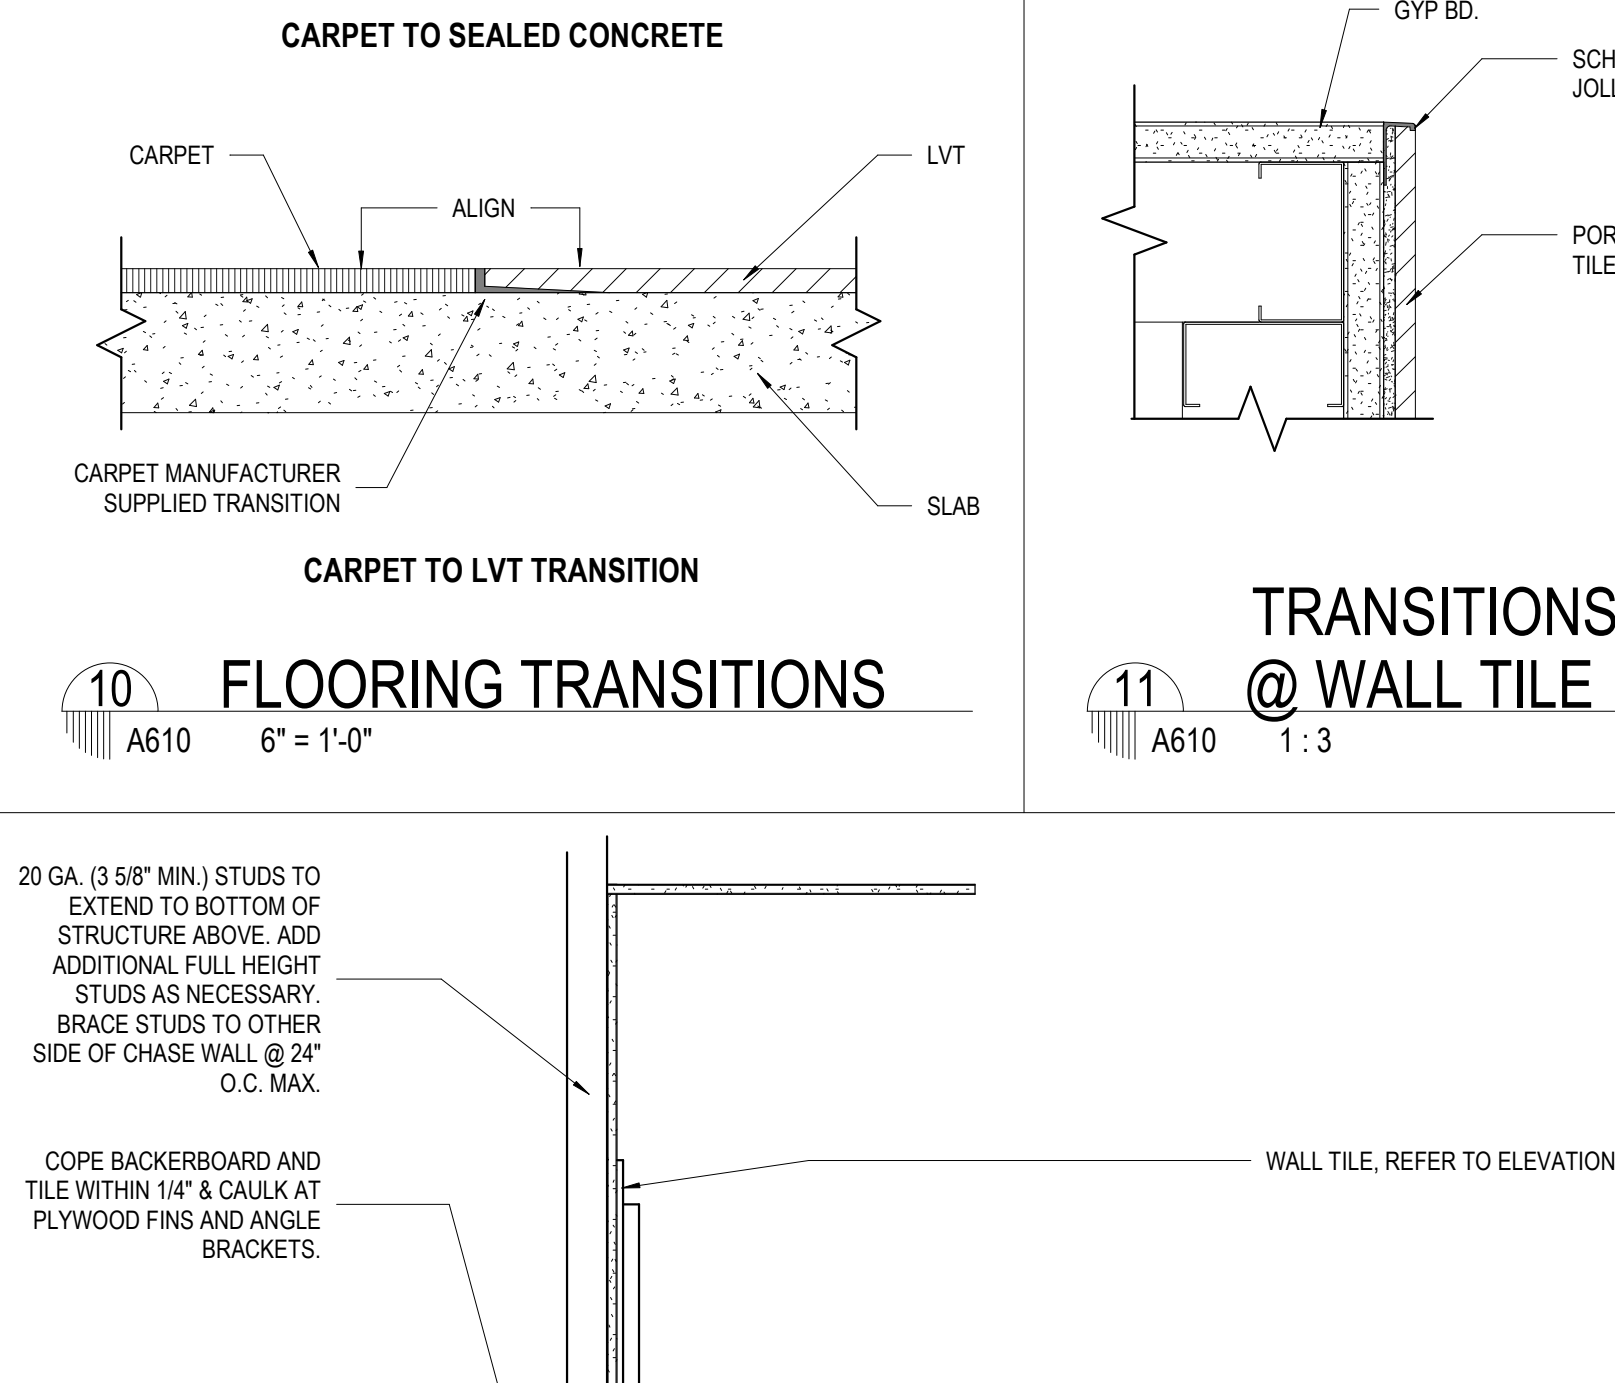 CARPET TO SEALED CONCRETE
CARPET
ALIGN
LVT
CARPET MANUFACTURER
SUPPLIED TRANSITION
SLAB
CARPET TO LVT TRANSITION
10
FLOORING TRANSITIONS
A610
6" = 1'-0"
GYP BD.
SCH
JOLL
POR
TILE
TRANSITIONS
@ WALL TILE
11
A610
1 : 3
20 GA. (3 5/8" MIN.) STUDS TO
EXTEND TO BOTTOM OF
STRUCTURE ABOVE. ADD
ADDITIONAL FULL HEIGHT
STUDS AS NECESSARY.
BRACE STUDS TO OTHER
SIDE OF CHASE WALL @ 24"
O.C. MAX.
COPE BACKERBOARD AND
TILE WITHIN 1/4" & CAULK AT
PLYWOOD FINS AND ANGLE
BRACKETS.
WALL TILE, REFER TO ELEVATION